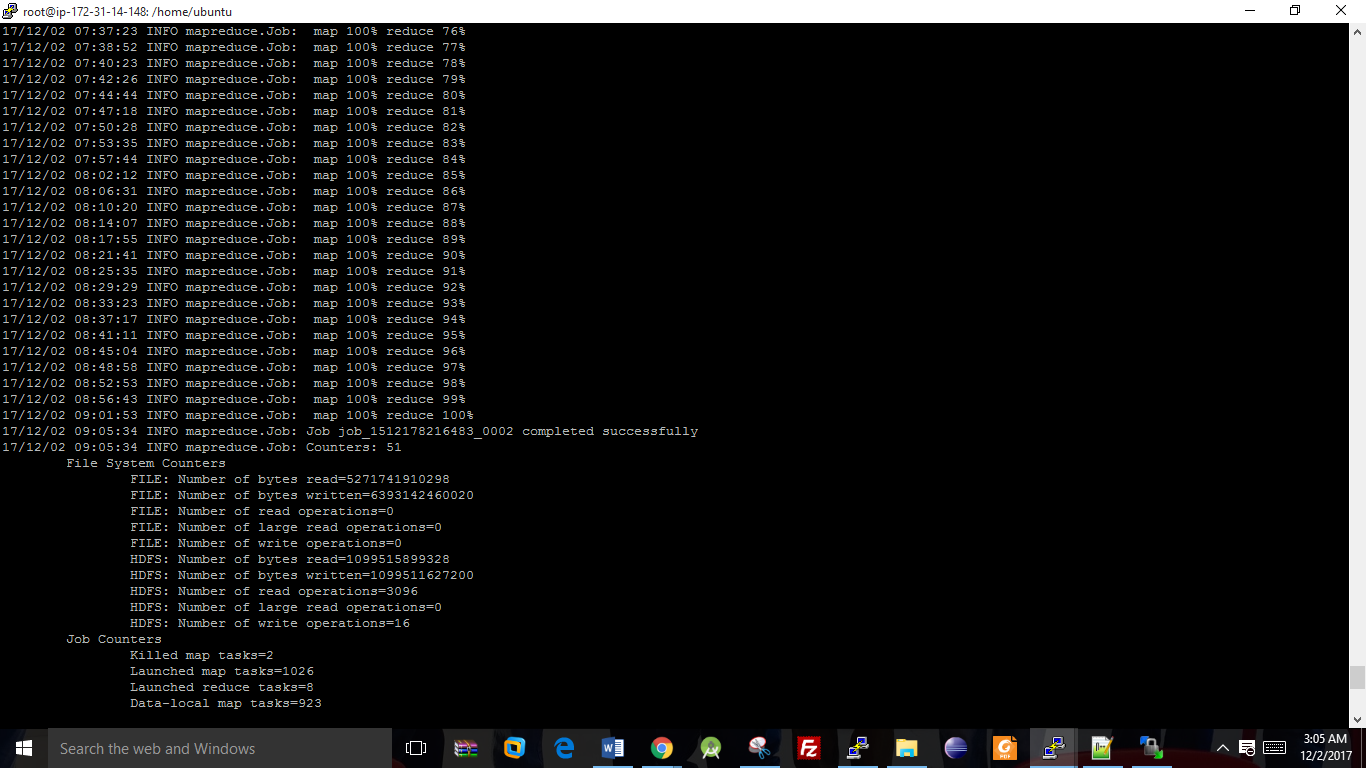 root@ip-172-31-14-148: /home/ubuntu
17/12/02 07:37:23 INFO mapreduce.Job:  map 100% reduce 76%
17/12/02 07:38:52 INFO mapreduce.Job:  map 100% reduce 77%
17/12/02 07:40:23 INFO mapreduce.Job:  map 100% reduce 78%
17/12/02 07:42:26 INFO mapreduce.Job:  map 100% reduce 79%
17/12/02 07:44:44 INFO mapreduce.Job:  map 100% reduce 80%
17/12/02 07:47:18 INFO mapreduce.Job:  map 100% reduce 81%
17/12/02 07:50:28 INFO mapreduce.Job:  map 100% reduce 82%
17/12/02 07:53:35 INFO mapreduce.Job:  map 100% reduce 83%
17/12/02 07:57:44 INFO mapreduce.Job:  map 100% reduce 84%
17/12/02 08:02:12 INFO mapreduce.Job:  map 100% reduce 85%
17/12/02 08:06:31 INFO mapreduce.Job:  map 100% reduce 86%
17/12/02 08:10:20 INFO mapreduce.Job:  map 100% reduce 87%
17/12/02 08:14:07 INFO mapreduce.Job:  map 100% reduce 88%
17/12/02 08:17:55 INFO mapreduce.Job:  map 100% reduce 89%
17/12/02 08:21:41 INFO mapreduce.Job:  map 100% reduce 90%
17/12/02 08:25:35 INFO mapreduce.Job:  map 100% reduce 91%
17/12/02 08:29:29 INFO mapreduce.Job:  map 100% reduce 92%
17/12/02 08:33:23 INFO mapreduce.Job:  map 100% reduce 93%
17/12/02 08:37:17 INFO mapreduce.Job:  map 100% reduce 94%
17/12/02 08:41:11 INFO mapreduce.Job:  map 100% reduce 95%
17/12/02 08:45:04 INFO mapreduce.Job:  map 100% reduce 96%
17/12/02 08:48:58 INFO mapreduce.Job:  map 100% reduce 97%
17/12/02 08:52:53 INFO mapreduce.Job:  map 100% reduce 98%
17/12/02 08:56:43 INFO mapreduce.Job:  map 100% reduce 99%
17/12/02 09:01:53 INFO mapreduce.Job:  map 100% reduce 100%
17/12/02 09:05:34 INFO mapreduce.Job: Job job_1512178216483_0002 completed successfully
17/12/02 09:05:34 INFO mapreduce.Job: Counters: 51
File System Counters
FILE: Number of bytes read=5271741910298
FILE: Number of bytes written=6393142460020
FILE: Number of read operations=0
FILE: Number of large read operations=0
FILE: Number of write operations=0
HDFS: Number of bytes read=1099515899328
HDFS: Number of bytes written=1099511627200
HDFS: Number of read operations=3096
HDFS: Number of large read operations=0
HDFS: Number of write operations=16
Job Counters
Killed map tasks=2
Launched map tasks=1026
Launched reduce tasks=8
Data-local map tasks=923
Search the web and Windows
3:05 AM
12/2/2017